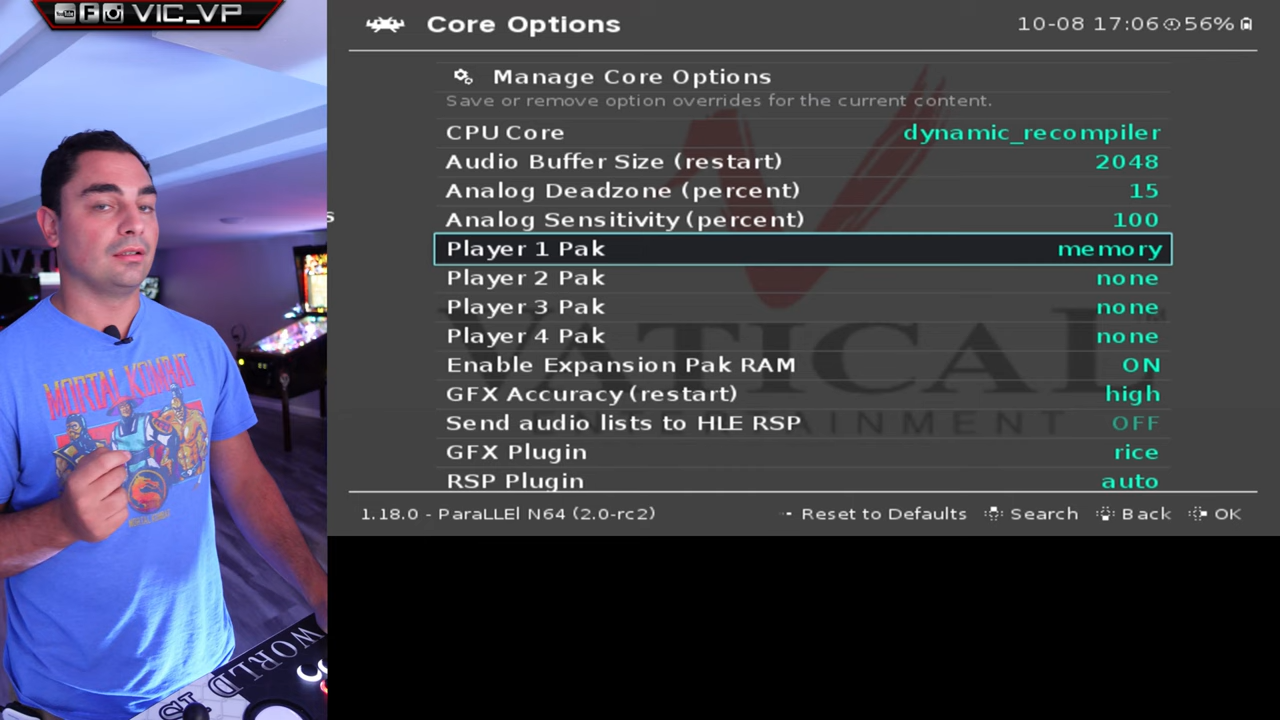 VIC_VP
Core Options
10-08 17:06 56%
Manage Core Options
Save or remove option overrides for the current content.
CPU Core dynamic_recompiler
Audio Buffer Size (restart) 2048
Analog Deadzone (percent) 15
Analog Sensitivity (percent) 100
Player 1 Pak memory
Player 2 Pak none
Player 3 Pak none
Player 4 Pak none
Enable Expansion Pak RAM ON
GFX Accuracy (restart) high
Send audio lists to HLE RSP OFF
GFX Plugin rice
RSP Plugin auto
1.18.0 - ParaLLEl N64 (2.0-rc2) Reset to Defaults Search Back OK
ENTERTAINMENT
MORTAL KOMBAT
MORTAL KOMBAT
WORLD